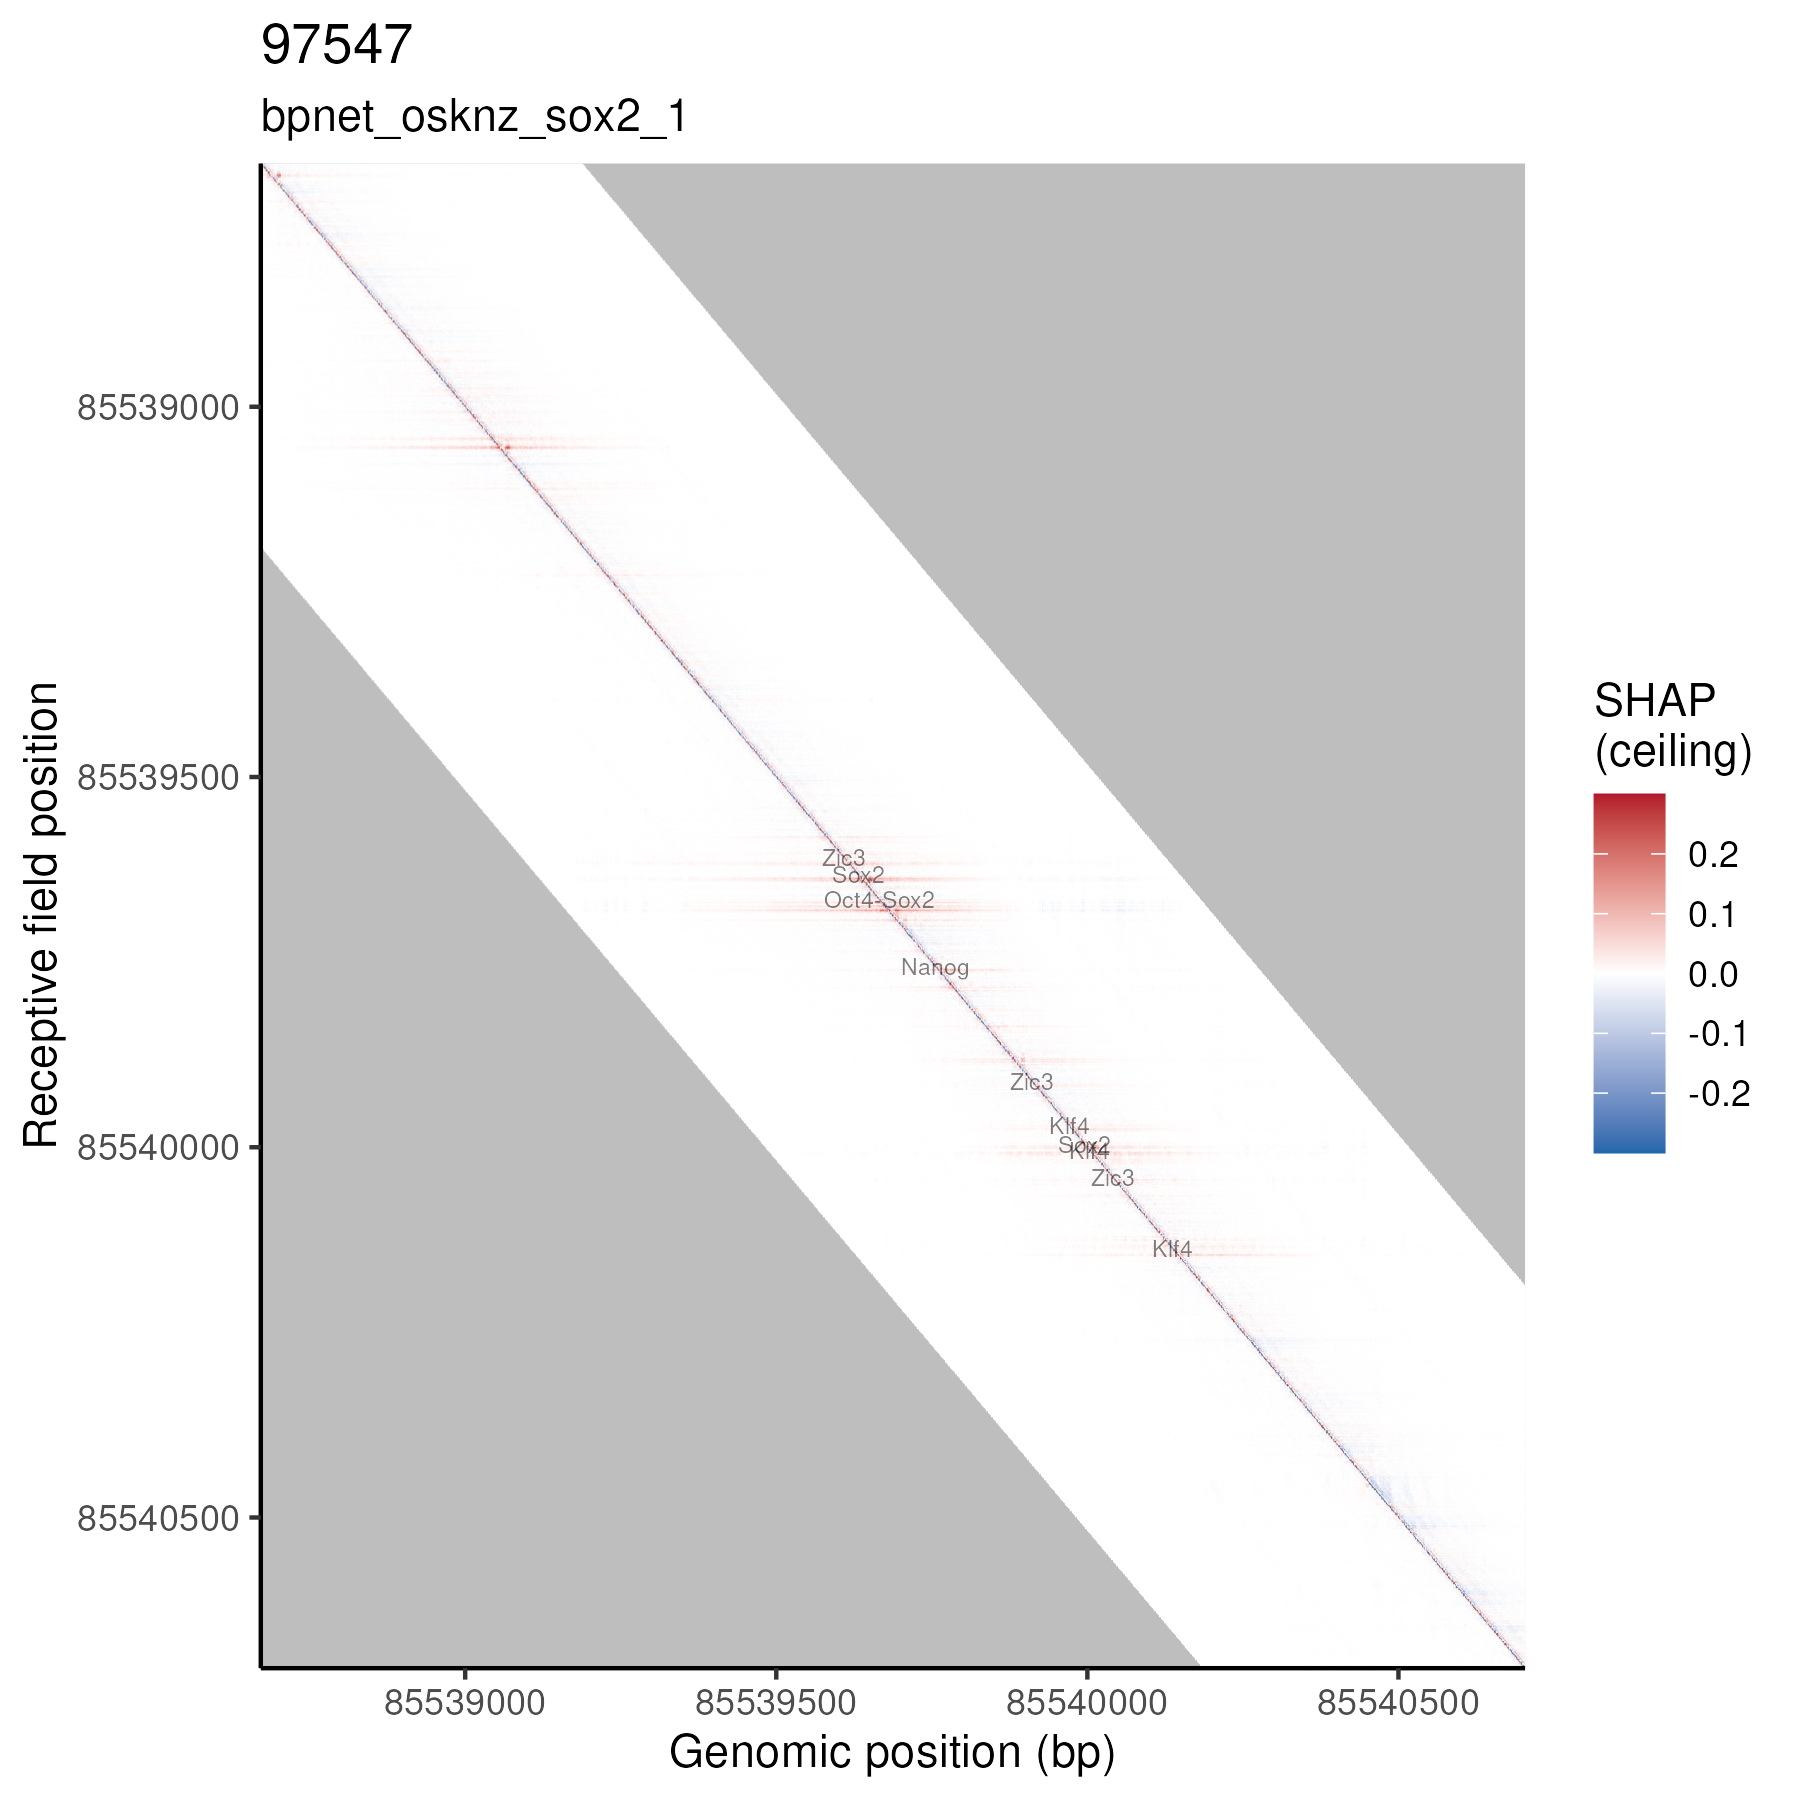 97547
bpnet_osknz_sox2_1
Receptive field position
85539000
85539500
85540000
85540500
Zic3
Sox2
Oct4-Sox2
Nanog
Zic3
Klf4
Sox2
Klf4
Zic3
Klf4
85539000 85539500 85540000 85540500
Genomic position (bp)
SHAP
(ceiling)
0.2
0.1
0.0
-0.1
-0.2